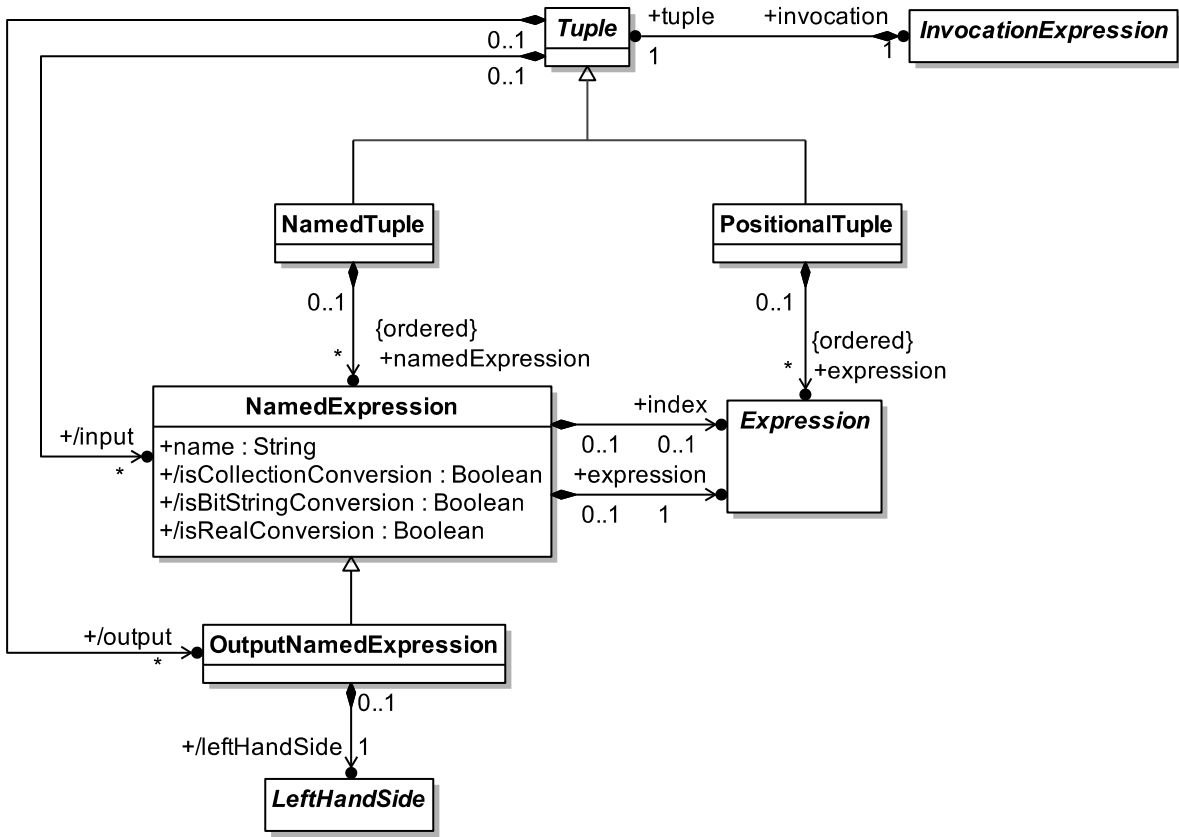 Tuple
+tuple
+invocation
InvocationExpression
0..1
1
1
0..1
NamedTuple
PositionalTuple
0..1
0..1
{ordered}
*
+namedExpression
{ordered}
*
+expression
NamedExpression
+name : String
+/isCollectionConversion : Boolean
+/isBitStringConversion : Boolean
+/isRealConversion : Boolean
+/input
*
+index
0..1
0..1
+expression
0..1
1
Expression
+/output
*
OutputNamedExpression
0..1
+/leftHandSide
1
LeftHandSide